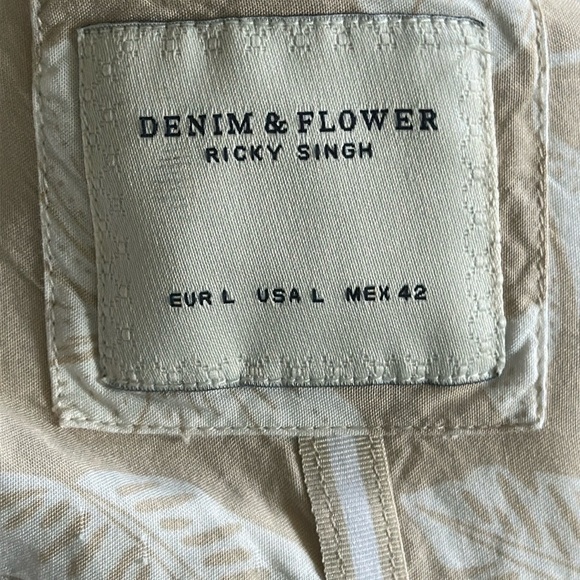 DENIM & FLOWER
RICKY SINGH
EUR L USA L MEX 42